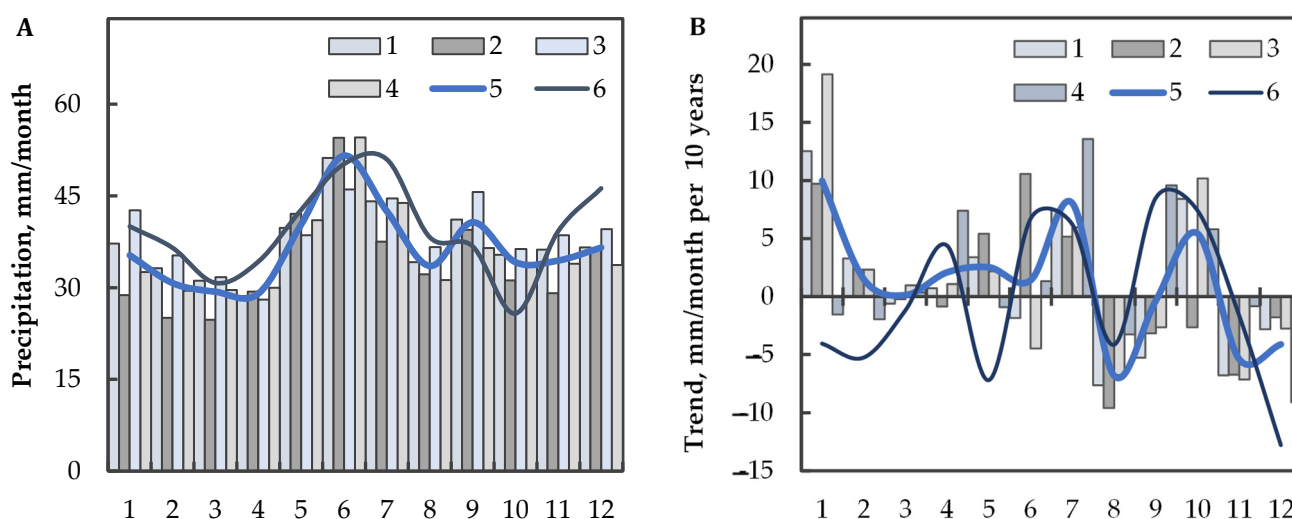 A
1 2 3
4 5 6
Precipitation, mm/month
60
45
30
15
0
1 2 3 4 5 6 7 8 9 10 11 12
B
1 2 3
4 5 6
Trend, mm/month per 10 years
20
15
10
5
0
–5
–10
–15
1 2 3 4 5 6 7 8 9 10 11 12